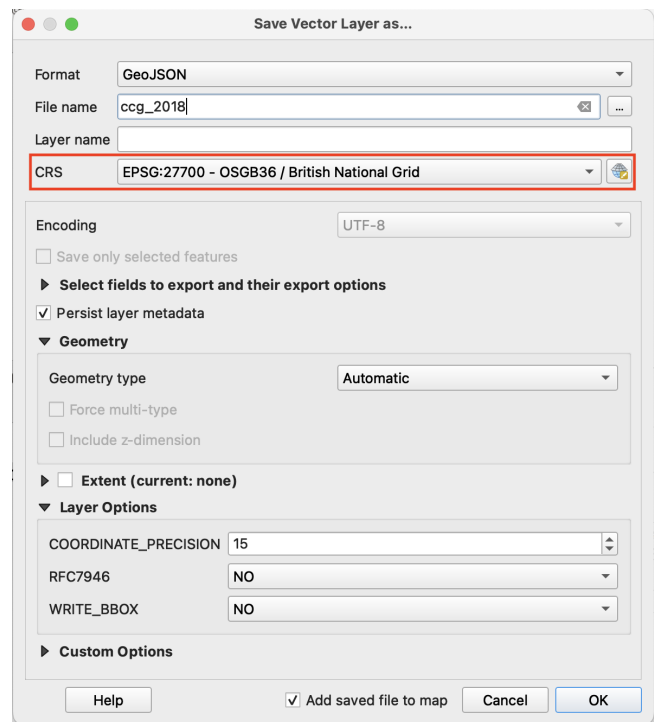 Save Vector Layer as...
Format GeoJSON
File name ccg_2018 ...
Layer name
CRS EPSG:27700 - OSGB36 / British National Grid
Encoding UTF-8
Save only selected features
Select fields to export and their export options
Persist layer metadata
Geometry
Geometry type Automatic
Force multi-type
Include z-dimension
Extent (current: none)
Layer Options
COORDINATE_PRECISION 15
RFC7946 NO
WRITE_BBOX NO
Custom Options
Help Add saved file to map Cancel OK